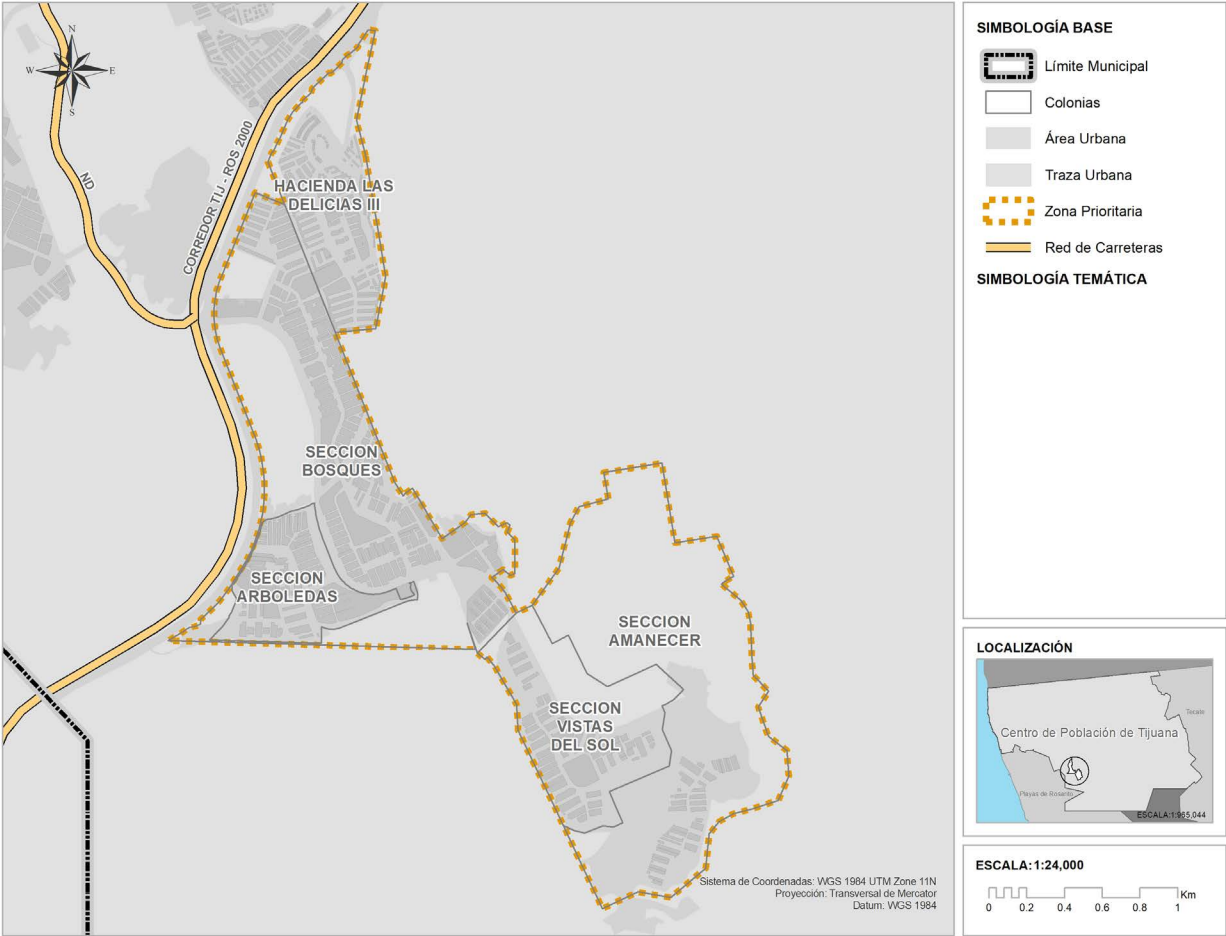 N
W
E
S
ND
CORREDOR TIJ - ROS 2000
HACIENDA LAS
DELICIAS III
SECCION
BOSQUES
SECCION
ARBOLEDAS
SECCION
AMANECER
SECCION
VISTAS
DEL SOL
Sistema de Coordenadas: WGS 1984 UTM Zone 11N
Proyección: Transversal de Mercator
Datum: WGS 1984
SIMBOLOGÍA BASE
Límite Municipal
Colonias
Área Urbana
Traza Urbana
Zona Prioritaria
Red de Carreteras
SIMBOLOGÍA TEMÁTICA
LOCALIZACIÓN
Tecate
Centro de Población de Tijuana
Playas de Rosarito
ESCALA:1:965,044
ESCALA:1:24,000
Km
0 0.2 0.4 0.6 0.8 1